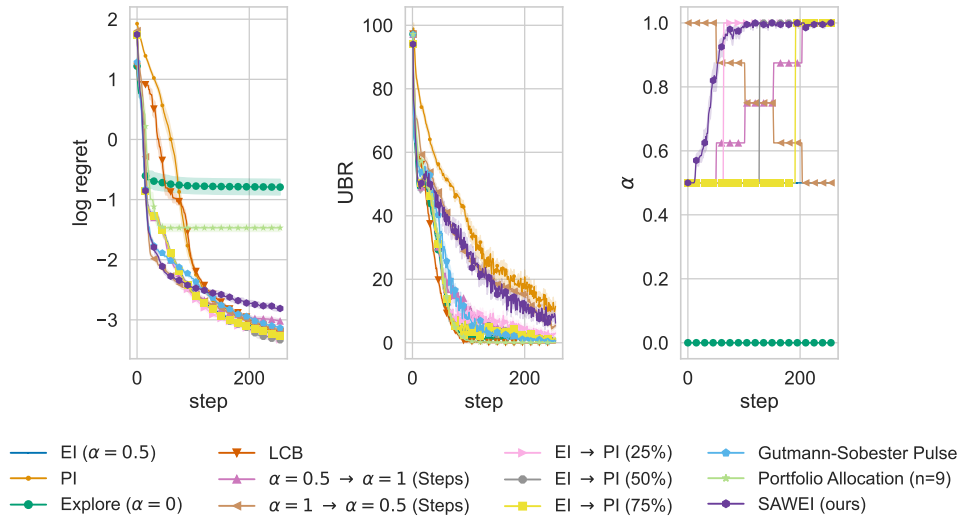 2
1
0
−1
−2
−3
log regret
0
200
step
100
80
60
40
20
0
UBR
0
200
step
1.0
0.8
0.6
0.4
0.2
0.0
α
0
200
step
EI (α = 0.5)
PI
Explore (α = 0)
LCB
α = 0.5 → α = 1 (Steps)
α = 1 → α = 0.5 (Steps)
EI → PI (25%)
EI → PI (50%)
EI → PI (75%)
Gutmann-Sobester Pulse
Portfolio Allocation (n=9)
SAWEI (ours)